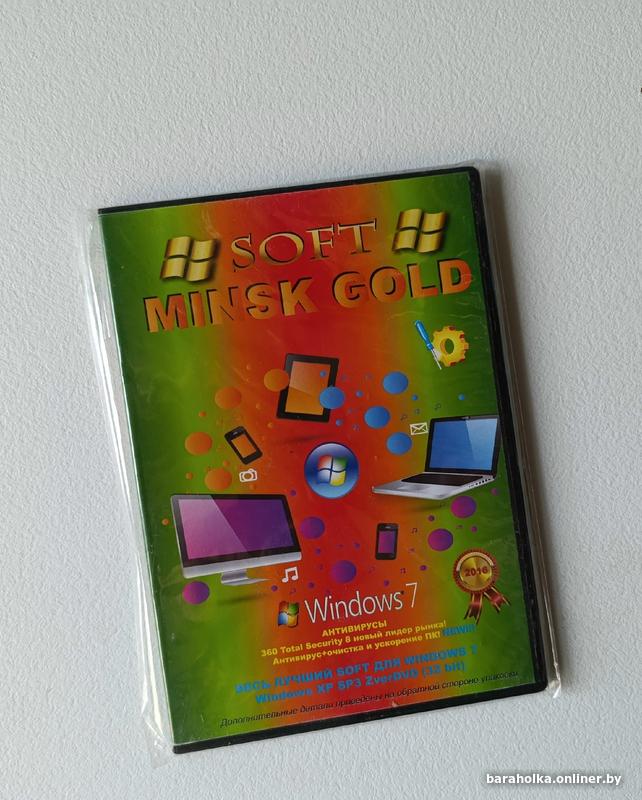 SOFT
MINSK GOLD
2016
Windows 7
АНТИВИРУСЫ
360 Total Security 8 новый лидер рынка!
Антивирус+очистка и ускорение ПК! NEW!!!
ВЕСЬ ЛУЧШИЙ SOFT ДЛЯ WINDOWS 7
Windows XP SP3 ZverDVD (32 bit)
Дополнительные детали приведены на обратной стороне упаковки.
baraholka.onliner.by